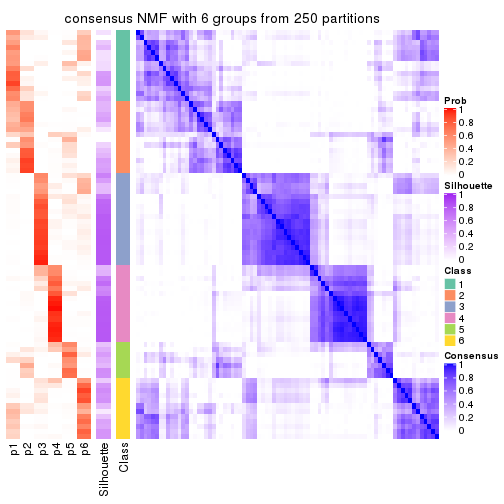 consensus NMF with 6 groups from 250 partitions
Prob
1
0.8
0.6
0.4
0.2
0
Silhouette
1
0.8
0.6
0.4
0.2
0
Class
1
2
3
4
5
6
Consensus
1
0.8
0.6
0.4
0.2
0
p1
p2
p3
p4
p5
p6
Silhouette
Class